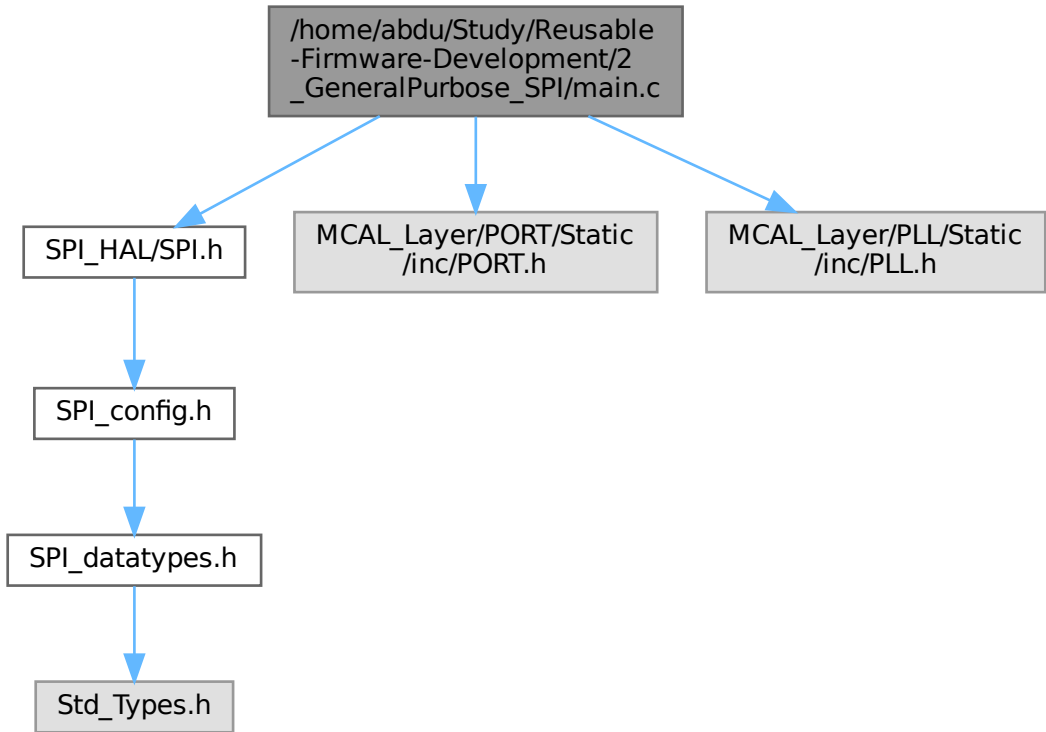 /home/abdu/Study/Reusable
-Firmware-Development/2
_GeneralPurbose_SPI/main.c
SPI_HAL/SPI.h
MCAL_Layer/PORT/Static
/inc/PORT.h
MCAL_Layer/PLL/Static
/inc/PLL.h
SPI_config.h
SPI_datatypes.h
Std_Types.h